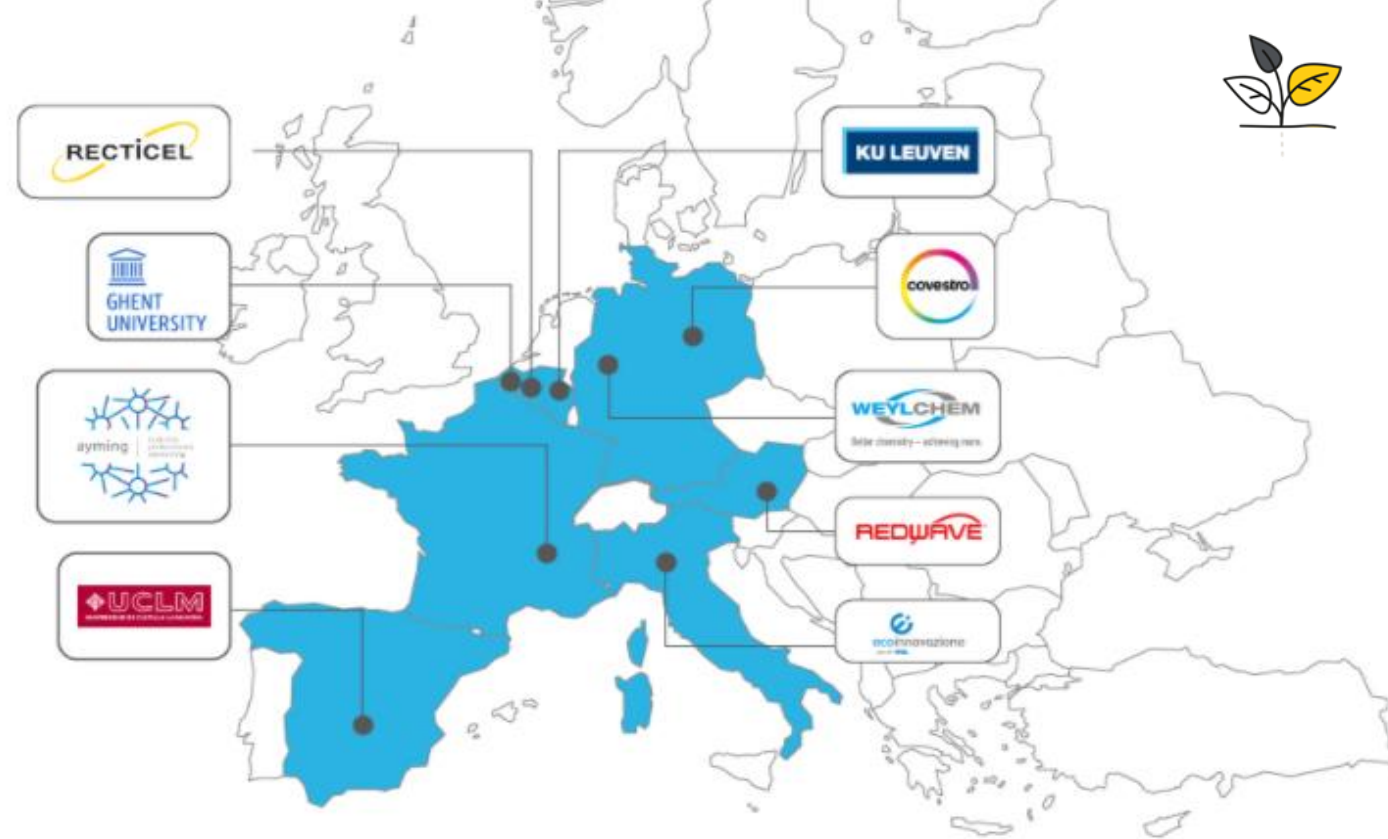 RECTICEL
GHENT
UNIVERSITY
ayming
UCLM
KU LEUVEN
covestro
WEYLCHEM
REDWAVE
ecoinnovazione